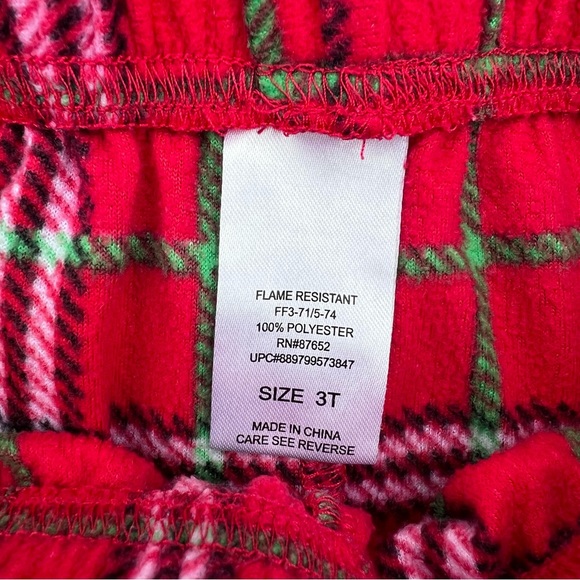 FLAME RESISTANT
FF3-71/5-74
100% POLYESTER
RN#87652
UPC#889799573847
SIZE 3T
MADE IN CHINA
CARE SEE REVERSE